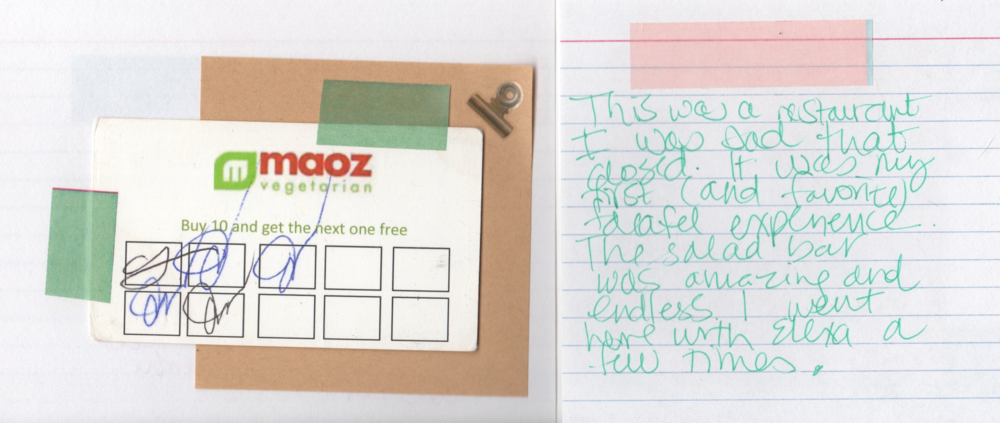 maoz
vegetarian
Buy 10 and get the next one free
This was a restaurant
I was sad that
closed. It was my
first (and favorite)
falafel experience.
The salad bar
was amazing and
endless. I went
here with Elexa a
few times.